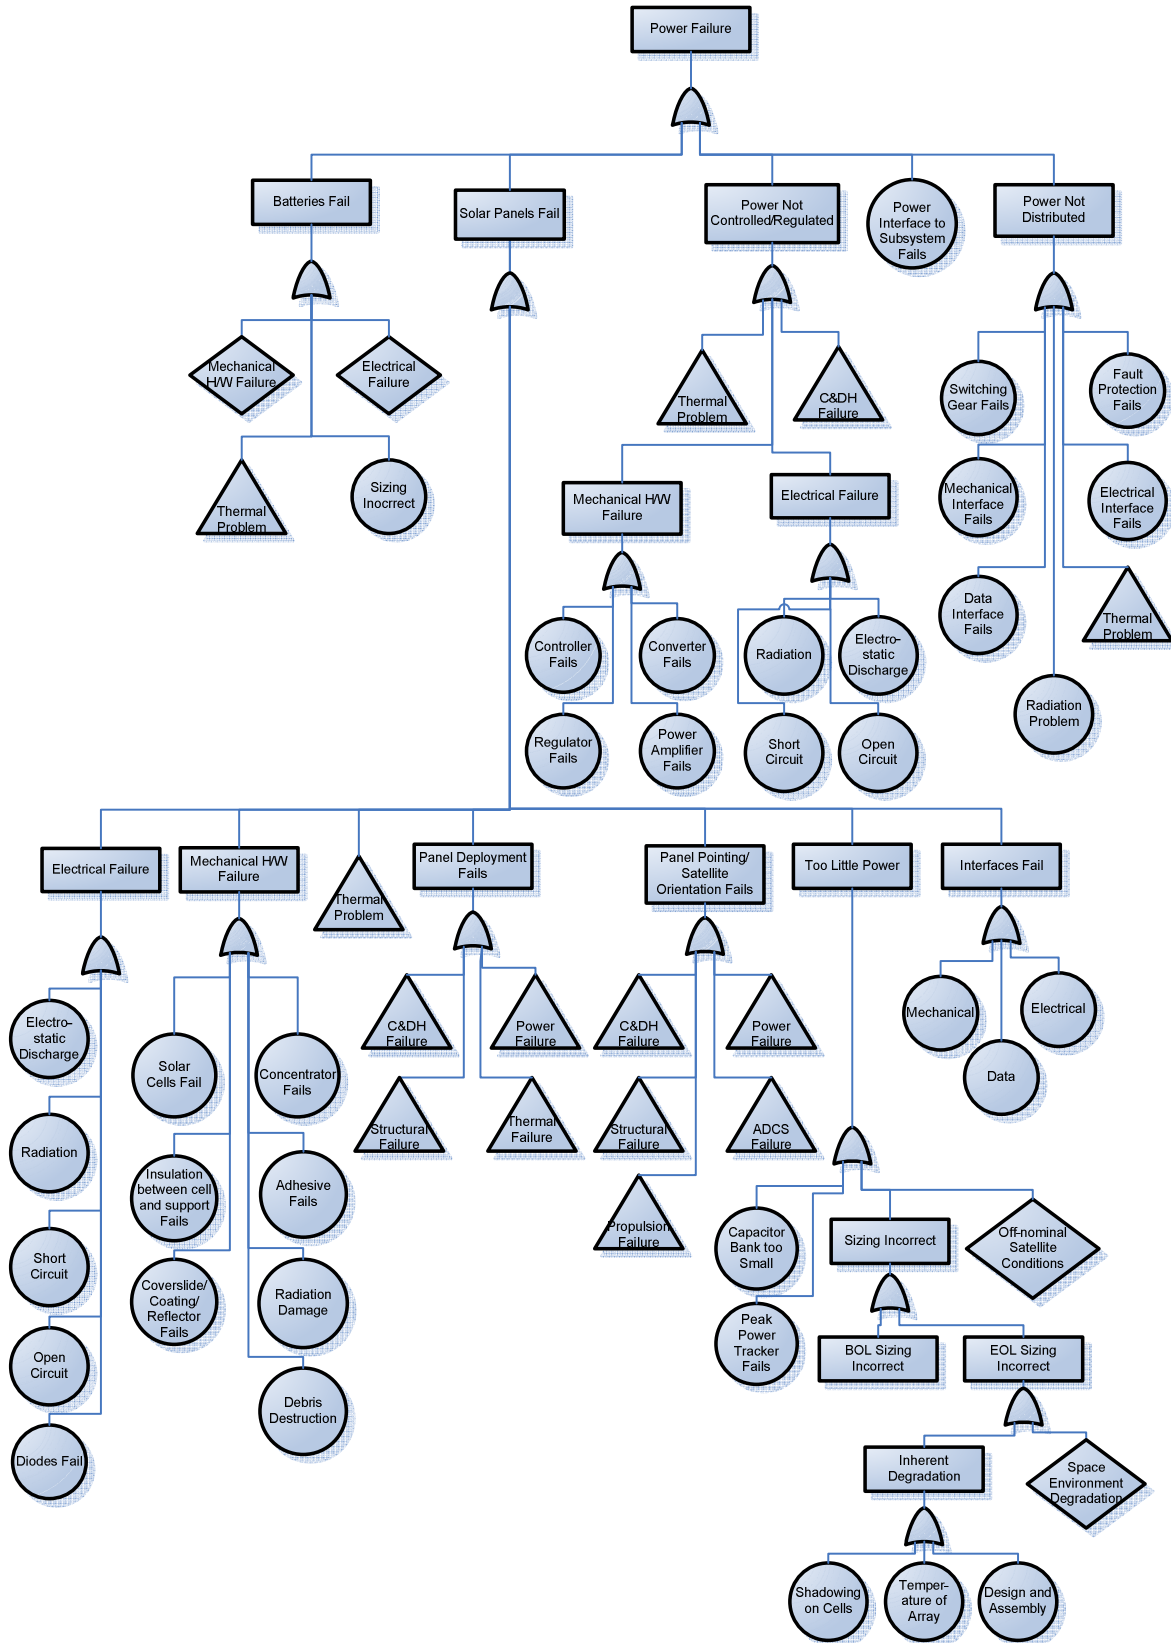 Power Failure
Batteries Fail
Solar Panels Fail
Power Not
Controlled/Regulated
Power
Interface to
Subsystem
Fails
Power Not
Distributed
Mechanical
H/W Failure
Electrical
Failure
Thermal
Problem
Sizing
Inocrrect
Thermal
Problem
C&DH
Failure
Mechanical H/W
Failure
Electrical Failure
Controller
Fails
Converter
Fails
Regulator
Fails
Power
Amplifier
Fails
Radiation
Electro-
static
Discharge
Short
Circuit
Open
Circuit
Switching
Gear Fails
Fault
Protection
Fails
Mechanical
Interface
Fails
Electrical
Interface
Fails
Data
Interface
Fails
Thermal
Problem
Radiation
Problem
Electrical Failure
Mechanical H/W
Failure
Thermal
Problem
Panel Deployment
Fails
Panel Pointing/
Satellite
Orientation Fails
Too Little Power
Interfaces Fail
Electro-
static
Discharge
Radiation
Short
Circuit
Open
Circuit
Diodes Fail
Solar
Cells Fail
Concentrator
Fails
Insulation
between cell
and support
Fails
Adhesive
Fails
Coverslide/
Coating/
Reflector
Fails
Radiation
Damage
Debris
Destruction
C&DH
Failure
Power
Failure
Structural
Failure
Thermal
Failure
C&DH
Failure
Power
Failure
Structural
Failure
ADCS
Failure
Propulsion
Failure
Mechanical
Electrical
Data
Capacitor
Bank too
Small
Peak
Power
Tracker
Fails
Sizing Incorrect
Off-nominal
Satellite
Conditions
BOL Sizing
Incorrect
EOL Sizing
Incorrect
Inherent
Degradation
Space
Environment
Degradation
Shadowing
on Cells
Temper-
ature of
Array
Design and
Assembly